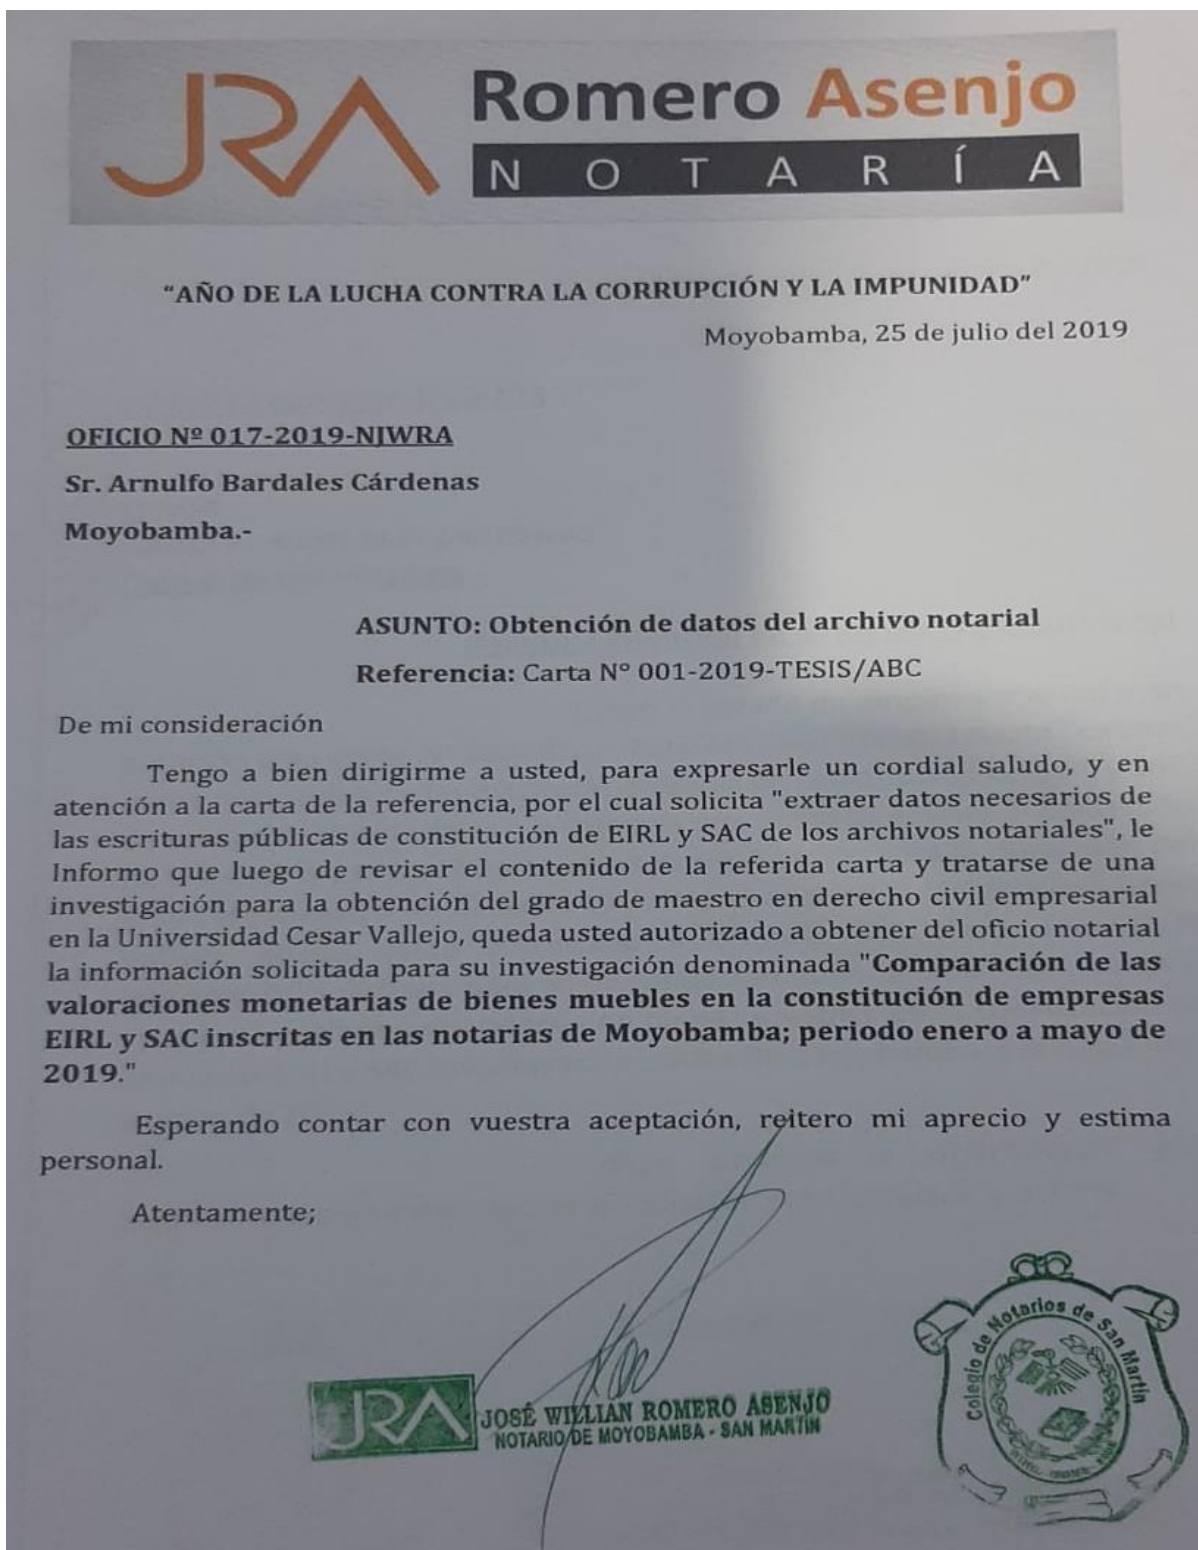 JRA Romero Asenjo
NOTARÍA
"AÑO DE LA LUCHA CONTRA LA CORRUPCIÓN Y LA IMPUNIDAD"
Moyobamba, 25 de julio del 2019
OFICIO Nº 017-2019-NJWRA
Sr. Arnulfo Bardales Cárdenas
Moyobamba.-
ASUNTO: Obtención de datos del archivo notarial
Referencia: Carta N° 001-2019-TESIS/ABC
De mi consideración
Tengo a bien dirigirme a usted, para expresarle un cordial saludo, y en
atención a la carta de la referencia, por el cual solicita "extraer datos necesarios de
las escrituras públicas de constitución de EIRL y SAC de los archivos notariales", le
Informo que luego de revisar el contenido de la referida carta y tratarse de una
investigación para la obtención del grado de maestro en derecho civil empresarial
en la Universidad Cesar Vallejo, queda usted autorizado a obtener del oficio notarial
la información solicitada para su investigación denominada "Comparación de las
valoraciones monetarias de bienes muebles en la constitución de empresas
EIRL y SAC inscritas en las notarias de Moyobamba; periodo enero a mayo de
2019."
Esperando contar con vuestra aceptación, reitero mi aprecio y estima
personal.
Atentamente;
JRA
JOSÉ WILLIAN ROMERO ASENJO
NOTARIO DE MOYOBAMBA - SAN MARTÍN
Colegio de Notarios de San Martín